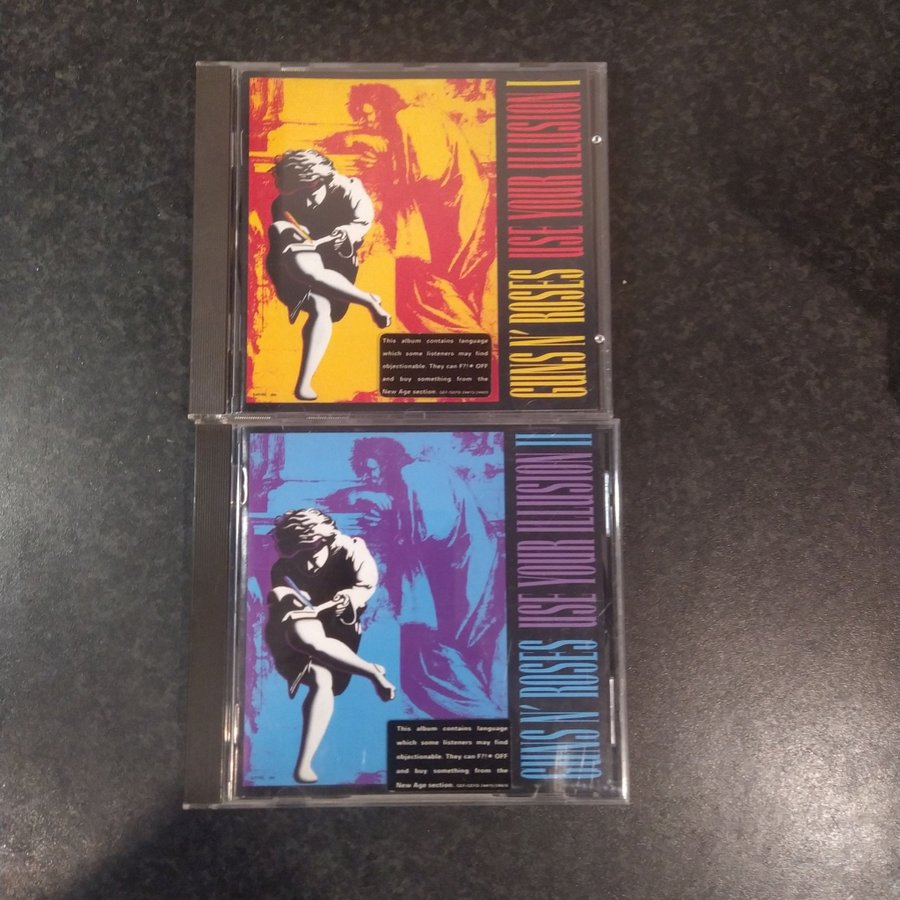 GUNS N' ROSES USE YOUR ILLUSION I
This album contains language
which some listeners may find
objectionable. They can F?!* OFF
and buy something from the
New Age section.
GUNS N' ROSES USE YOUR ILLUSION II
This album contains language
which some listeners may find
objectionable. They can F?!* OFF
and buy something from the
New Age section.